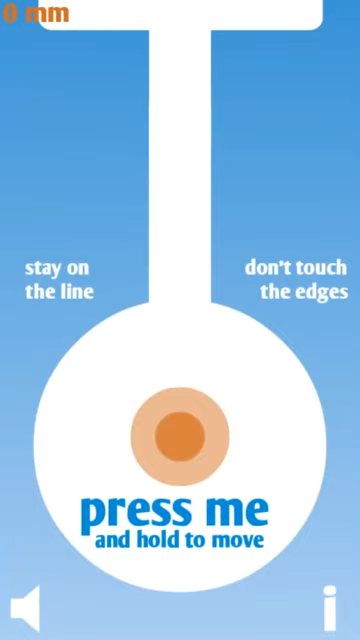 0 mm
stay on
the line
don't touch
the edges
press me
and hold to move
i